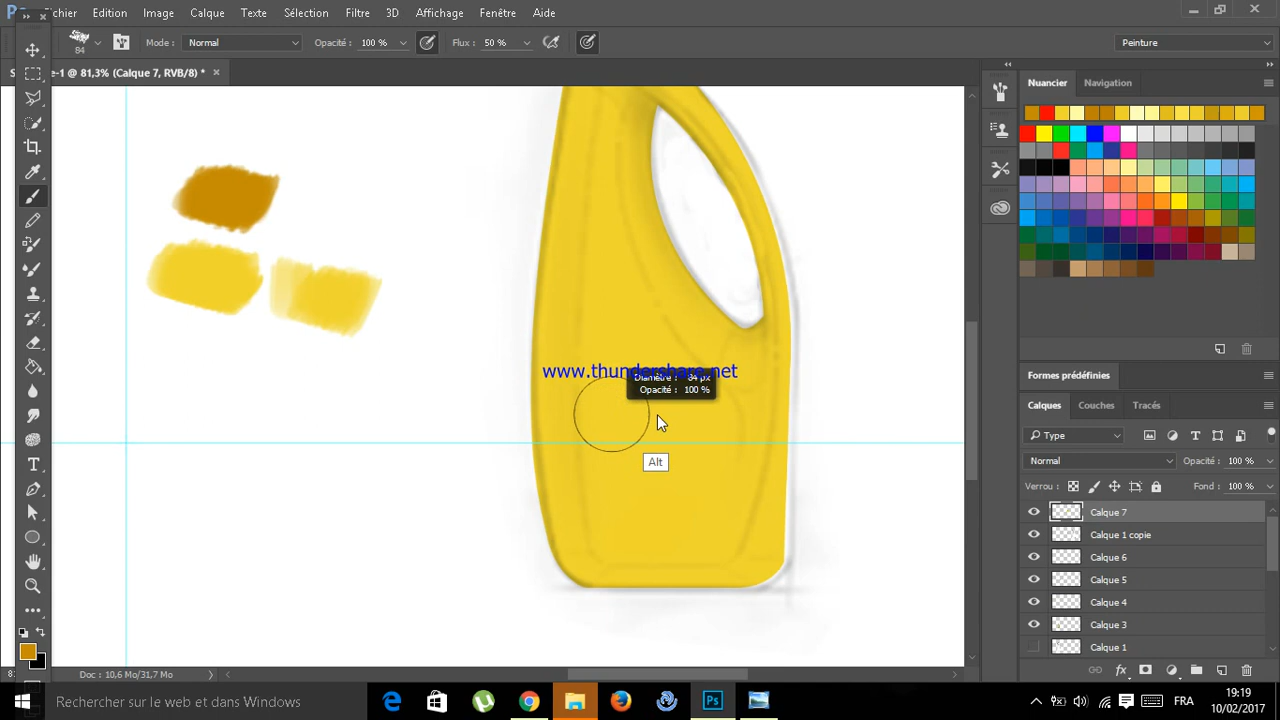 Fichier Edition Image Calque Texte Sélection Filtre 3D Affichage Fenêtre Aide
84 Mode : Normal Opacité : 100 % Flux : 50 % Peinture
e-1 @ 81,3% (Calque 7, RVB/8) *
Nuancier Navigation
www.thundershare.net
Diamètre : 84 px
Opacité : 100 %
Alt
Formes prédéfinies
Calques Couches Tracés
Type
Normal Opacité : 100 %
Verrou : Fond : 100 %
Calque 7
Calque 1 copie
Calque 6
Calque 5
Calque 4
Calque 3
Calque 1
Doc : 10,6 Mo/31,7 Mo
Rechercher sur le web et dans Windows
FRA
19:19
10/02/2017